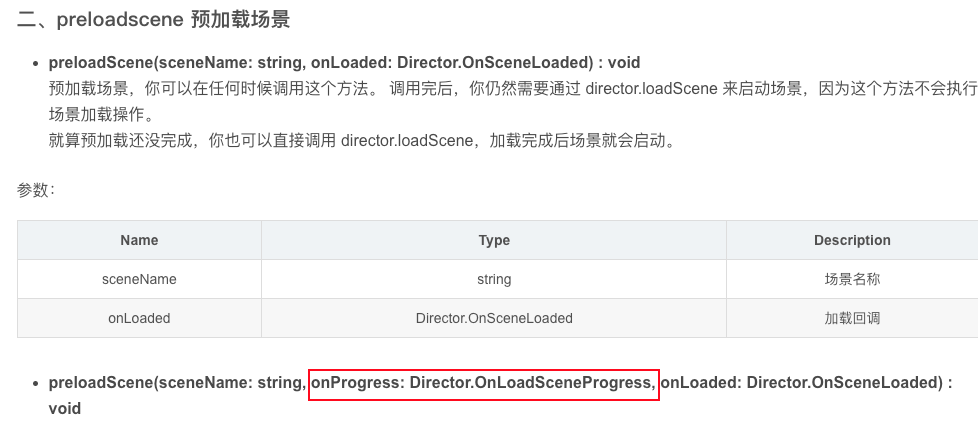 二、preloadscene 预加载场景
• preloadScene(sceneName: string, onLoaded: Director.OnSceneLoaded) : void
预加载场景，你可以在任何时候调用这个方法。 调用完后，你仍然需要通过 director.loadScene 来启动场景，因为这个方法不会执行
场景加载操作。
就算预加载还没完成，你也可以直接调用 director.loadScene，加载完成后场景就会启动。
参数：
Name Type Description
sceneName string 场景名称
onLoaded Director.OnSceneLoaded 加载回调
• preloadScene(sceneName: string, onProgress: Director.OnLoadSceneProgress, onLoaded: Director.OnSceneLoaded) :
void